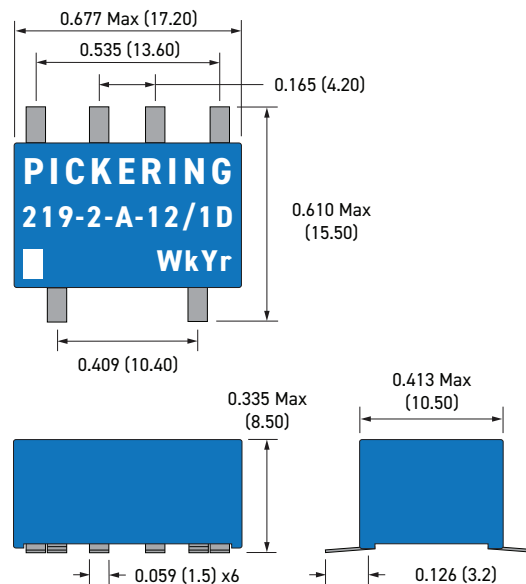 0.677 Max (17.20)
0.535 (13.60)
0.165 (4.20)
PICKERING
219-2-A-12/1D
WkYr
0.610 Max
(15.50)
0.409 (10.40)
0.335 Max
(8.50)
0.413 Max
(10.50)
0.059 (1.5) x6
0.126 (3.2)